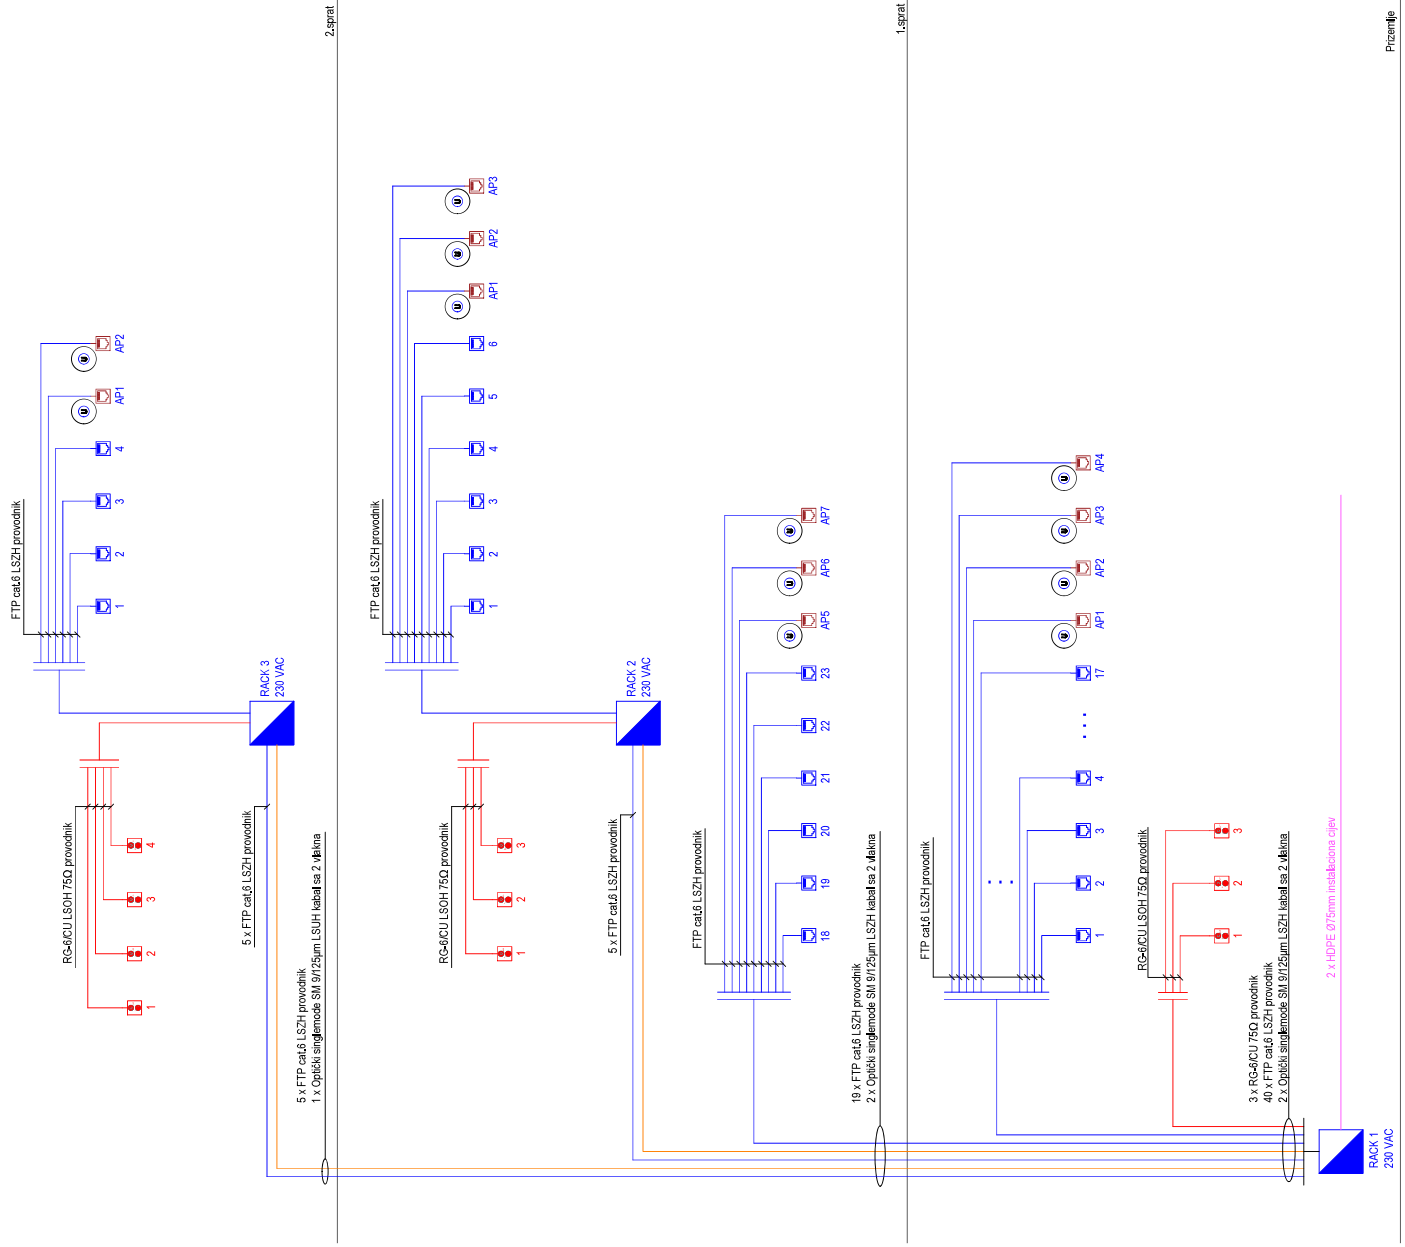 2.sprat
FTP cat.6 LSZH provodnik
AP2
AP1
4
3
2
1
RACK 3
230 VAC
RG-6/CU LSOH 75Ω provodnik
4
3
2
1
5 x FTP cat.6 LSZH provodnik
5 x FTP cat.6 LSZH provodnik
1 x Optički singlemode SM 9/125µm LSUH kabal sa 2 vlakna
1.sprat
FTP cat.6 LSZH provodnik
AP3
AP2
AP1
6
5
4
3
2
1
RACK 2
230 VAC
RG-6/CU LSOH 75Ω provodnik
3
2
1
5 x FTP cat.6 LSZH provodnik
FTP cat.6 LSZH provodnik
AP7
AP6
AP5
23
22
21
20
19
18
19 x FTP cat.6 LSZH provodnik
2 x Optički singlemode SM 9/125µm LSZH kabal sa 2 vlakna
Prizemlje
FTP cat.6 LSZH provodnik
AP4
AP3
AP2
AP1
17
...
4
3
2
1
...
RG-6/CU LSOH 75Ω provodnik
3
2
1
3 x RG-6/CU 75Ω provodnik
40 x FTP cat.6 LSZH provodnik
2 x Optički singlemode SM 9/125µm LSZH kabal sa 2 vlakna
2 x HDPE Ø75mm instalaciona cijev
RACK 1
230 VAC